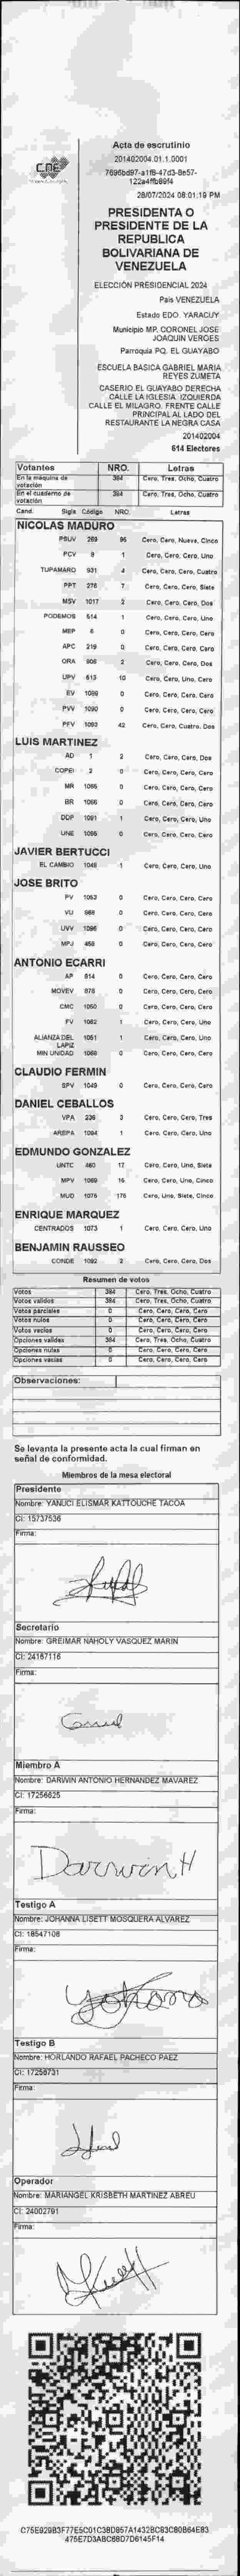 CNE
Acta de escrutinio
201402004.01.1.0001
7695bd97-a1f8-47d3-8e57-
122a4ffb89f4
28/07/2024 08:01:19 PM
PRESIDENTA O
PRESIDENTE DE LA
REPUBLICA
BOLIVARIANA DE
VENEZUELA
ELECCIÓN PRESIDENCIAL 2024
Pais VENEZUELA
Estado EDO. YARACUY
Municipio MP. CORONEL JOSE
JOAQUIN VEROES
Parroquia PQ. EL GUAYABO
ESCUELA BASICA GABRIEL MARIA
REYES ZUMETA
CASERIO EL GUAYABO DERECHA
CALLE LA IGLESIA. IZQUIERDA
CALLE EL MILAGRO. FRENTE CALLE
PRINCIPAL AL LADO DEL
RESTAURANTE LA NEGRA CASA
201402004
614 Electores
Votantes NRO. Letras
En la máquina de votación 384 Cero, Tres, Ocho, Cuatro
En el cuaderno de votación 384 Cero, Tres, Ocho, Cuatro
Cand. Sigla Código NRO. Letras
NICOLAS MADURO
PSUV 269 95 Cero, Cero, Nueve, Cinco
PCV 8 1 Cero, Cero, Cero, Uno
TUPAMARO 931 4 Cero, Cero, Cero, Cuatro
PPT 276 7 Cero, Cero, Cero, Siete
MSV 1017 2 Cero, Cero, Cero, Dos
PODEMOS 514 1 Cero, Cero, Cero, Uno
MEP 6 0 Cero, Cero, Cero, Cero
APC 219 0 Cero, Cero, Cero, Cero
ORA 908 2 Cero, Cero, Cero, Dos
UPV 613 10 Cero, Cero, Uno, Cero
EV 1089 0 Cero, Cero, Cero, Cero
PVV 1090 0 Cero, Cero, Cero, Cero
PFV 1093 42 Cero, Cero, Cuatro, Dos
LUIS MARTINEZ
AD 1 2 Cero, Cero, Cero, Dos
COPEI 2 0 Cero, Cero, Cero, Cero
MR 0 Cero, Cero, Cero, Cero
BR 0 Cero, Cero, Cero, Cero
DDP 1091 1 Cero, Cero, Cero, Uno
UNE 0 Cero, Cero, Cero, Cero
JAVIER BERTUCCI
EL CAMBIO 1048 1 Cero, Cero, Cero, Uno
JOSE BRITO
PV 1053 0 Cero, Cero, Cero, Cero
VU 968 0 Cero, Cero, Cero, Cero
UVV 0 Cero, Cero, Cero, Cero
MPJ 458 0 Cero, Cero, Cero, Cero
ANTONIO ECARRI
AP 914 0 Cero, Cero, Cero, Cero
MOVEV 976 0 Cero, Cero, Cero, Cero
CMC 1050 0 Cero, Cero, Cero, Cero
FV 1062 1 Cero, Cero, Cero, Uno
ALIANZA DEL LAPIZ 1051 1 Cero, Cero, Cero, Uno
MIN UNIDAD 1068 0 Cero, Cero, Cero, Cero
CLAUDIO FERMIN
SPV 1049 0 Cero, Cero, Cero, Cero
DANIEL CEBALLOS
VPA 236 3 Cero, Cero, Cero, Tres
AREPA 1094 1 Cero, Cero, Cero, Uno
EDMUNDO GONZALEZ
UNTC 460 17 Cero, Cero, Uno, Siete
MPV 1069 Cero, Cero, Uno, Cinco
MUD 1075 175 Cero, Uno, Siete, Cinco
ENRIQUE MARQUEZ
CENTRADOS 1073 1 Cero, Cero, Cero, Uno
BENJAMIN RAUSSEO
CONDE 1092 2 Cero, Cero, Cero, Dos
Resumen de votos
Votos 384 Cero, Tres, Ocho, Cuatro
Votos válidos 384 Cero, Tres, Ocho, Cuatro
Votos parciales 0 Cero, Cero, Cero, Cero
Votos nulos 0 Cero, Cero, Cero, Cero
Votos vacíos 0 Cero, Cero, Cero, Cero
Opciones válidas 384 Cero, Tres, Ocho, Cuatro
Opciones nulas 0 Cero, Cero, Cero, Cero
Opciones vacías 0 Cero, Cero, Cero, Cero
Observaciones:
Se levanta la presente acta la cual firman en
señal de conformidad.
Miembros de la mesa electoral
Presidente
Nombre: YANUCI ELISMAR KATTOUCHE TACOA
CI: 15737536
Firma:
Secretario
Nombre: GREIMAR NAHOLY VASQUEZ MARIN
CI: 24167116
Firma:
Miembro A
Nombre: DARWIN ANTONIO HERNANDEZ MAVAREZ
CI: 17256625
Firma:
Darwin H
Testigo A
Nombre: JOHANNA LISETT MOSQUERA ALVAREZ
CI: 18547108
Firma:
Testigo B
Nombre: HORLANDO RAFAEL PACHECO PAEZ
CI: 17256731
Firma:
Operador
Nombre: MARIANGEL KRISBETH MARTINEZ ABREU
CI: 24002791
Firma:
C75E929B3F77E5C01C38D857A1432BC83C80B64E83
475E7D3ABC68D7D6145F14